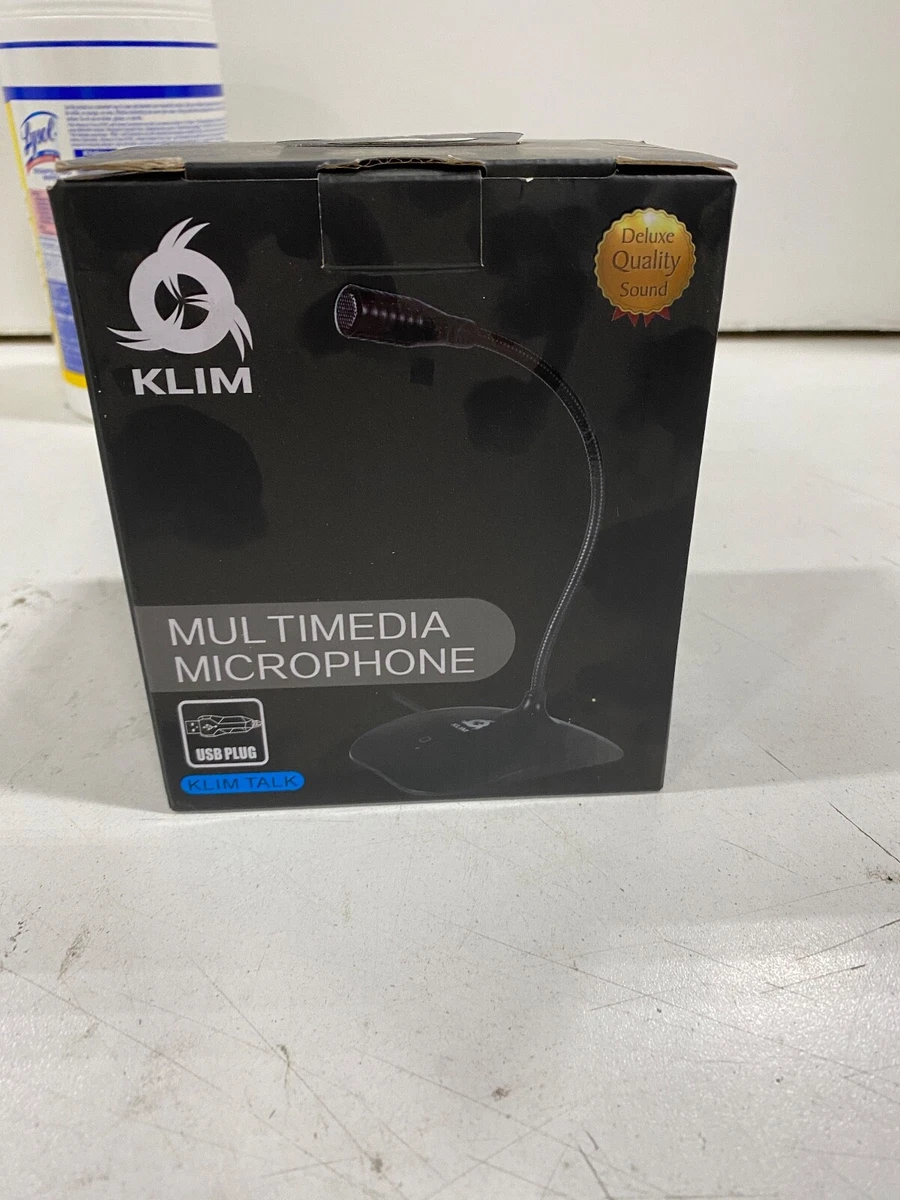 Lysol
KLIM
Deluxe
Quality
Sound
MULTIMEDIA
MICROPHONE
USB PLUG
KLIM TALK